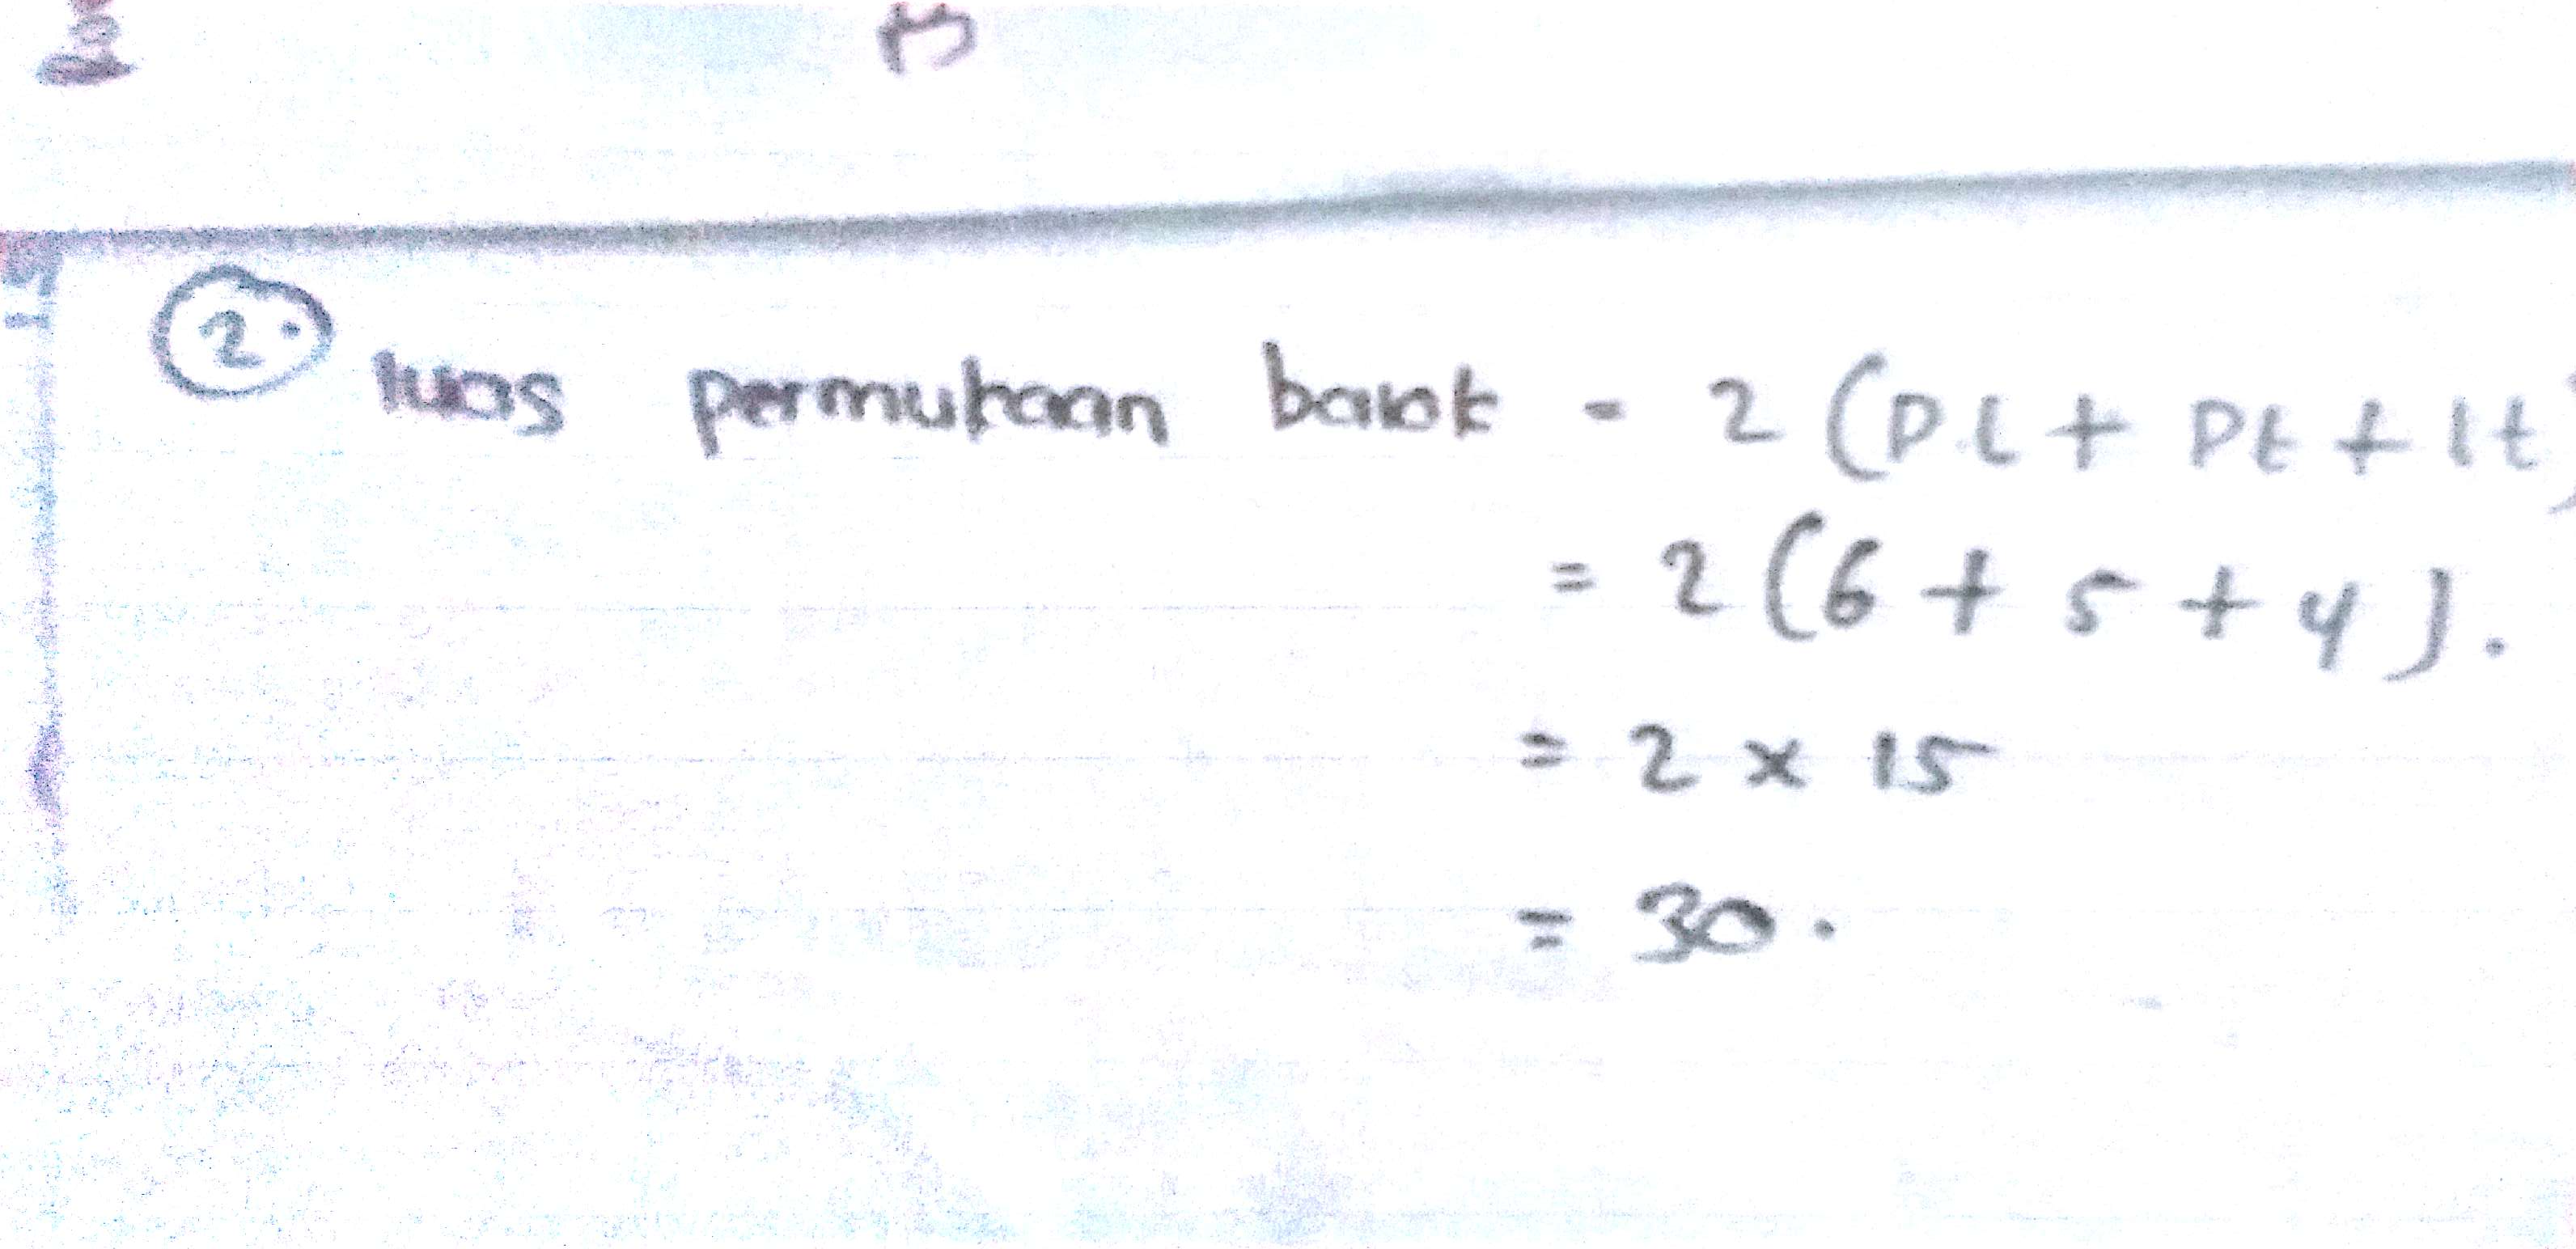 2. luas permukaan balok = 2 (pl + pt + lt)
= 2 (6 + 5 + 4).
= 2 x 15
= 30.